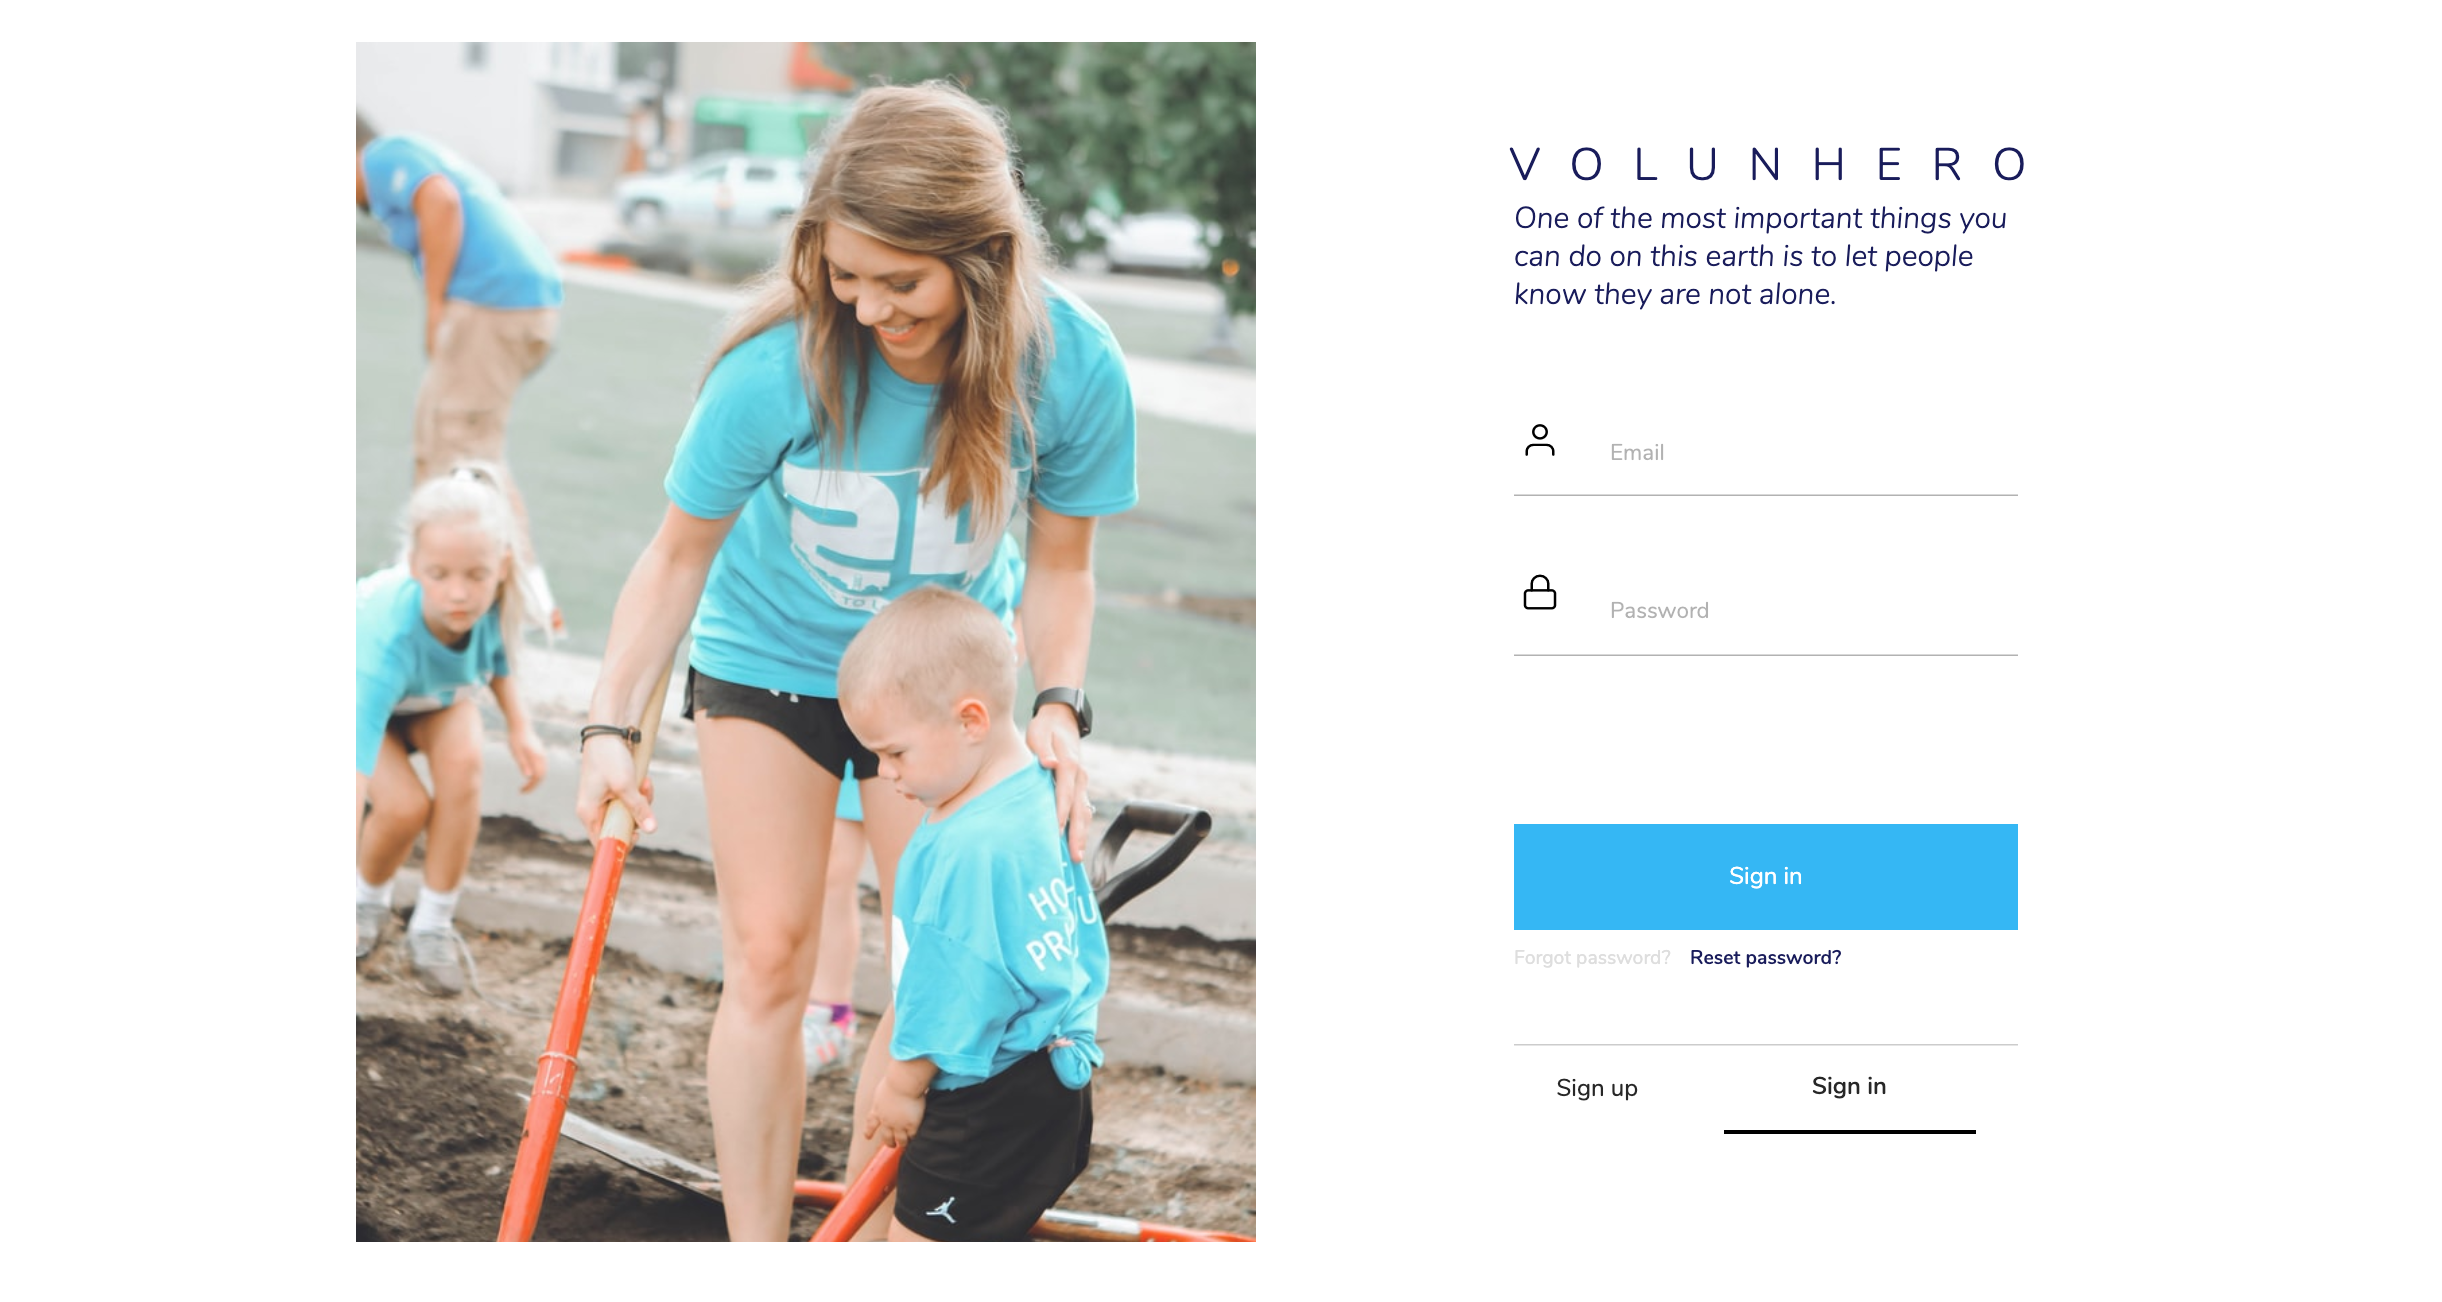 VOLUNHERO
One of the most important things you
can do on this earth is to let people
know they are not alone.
Email
Password
Sign in
Forgot password? Reset password?
Sign up Sign in